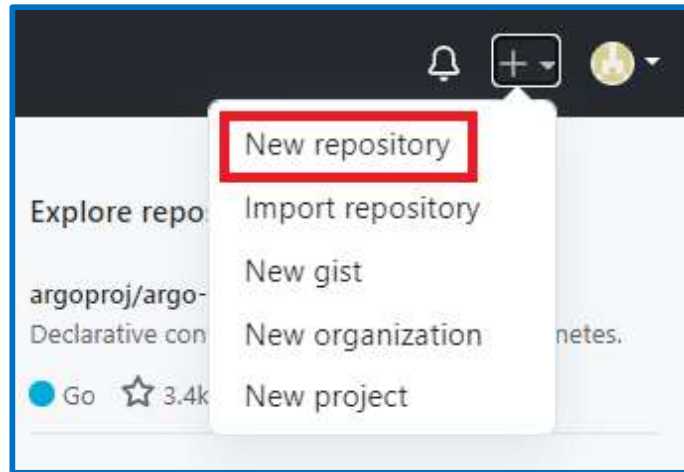 New repository
Explore repo
Import repository
New gist
argoproj/argo-
Declarative con
New organization
netes.
Go 3.4k
New project